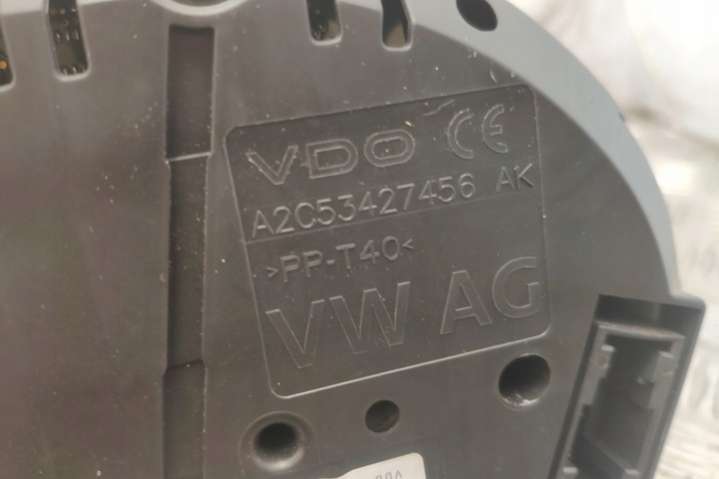 VDO CE
A2C53427456 AK
>PP-T40<
VW AG